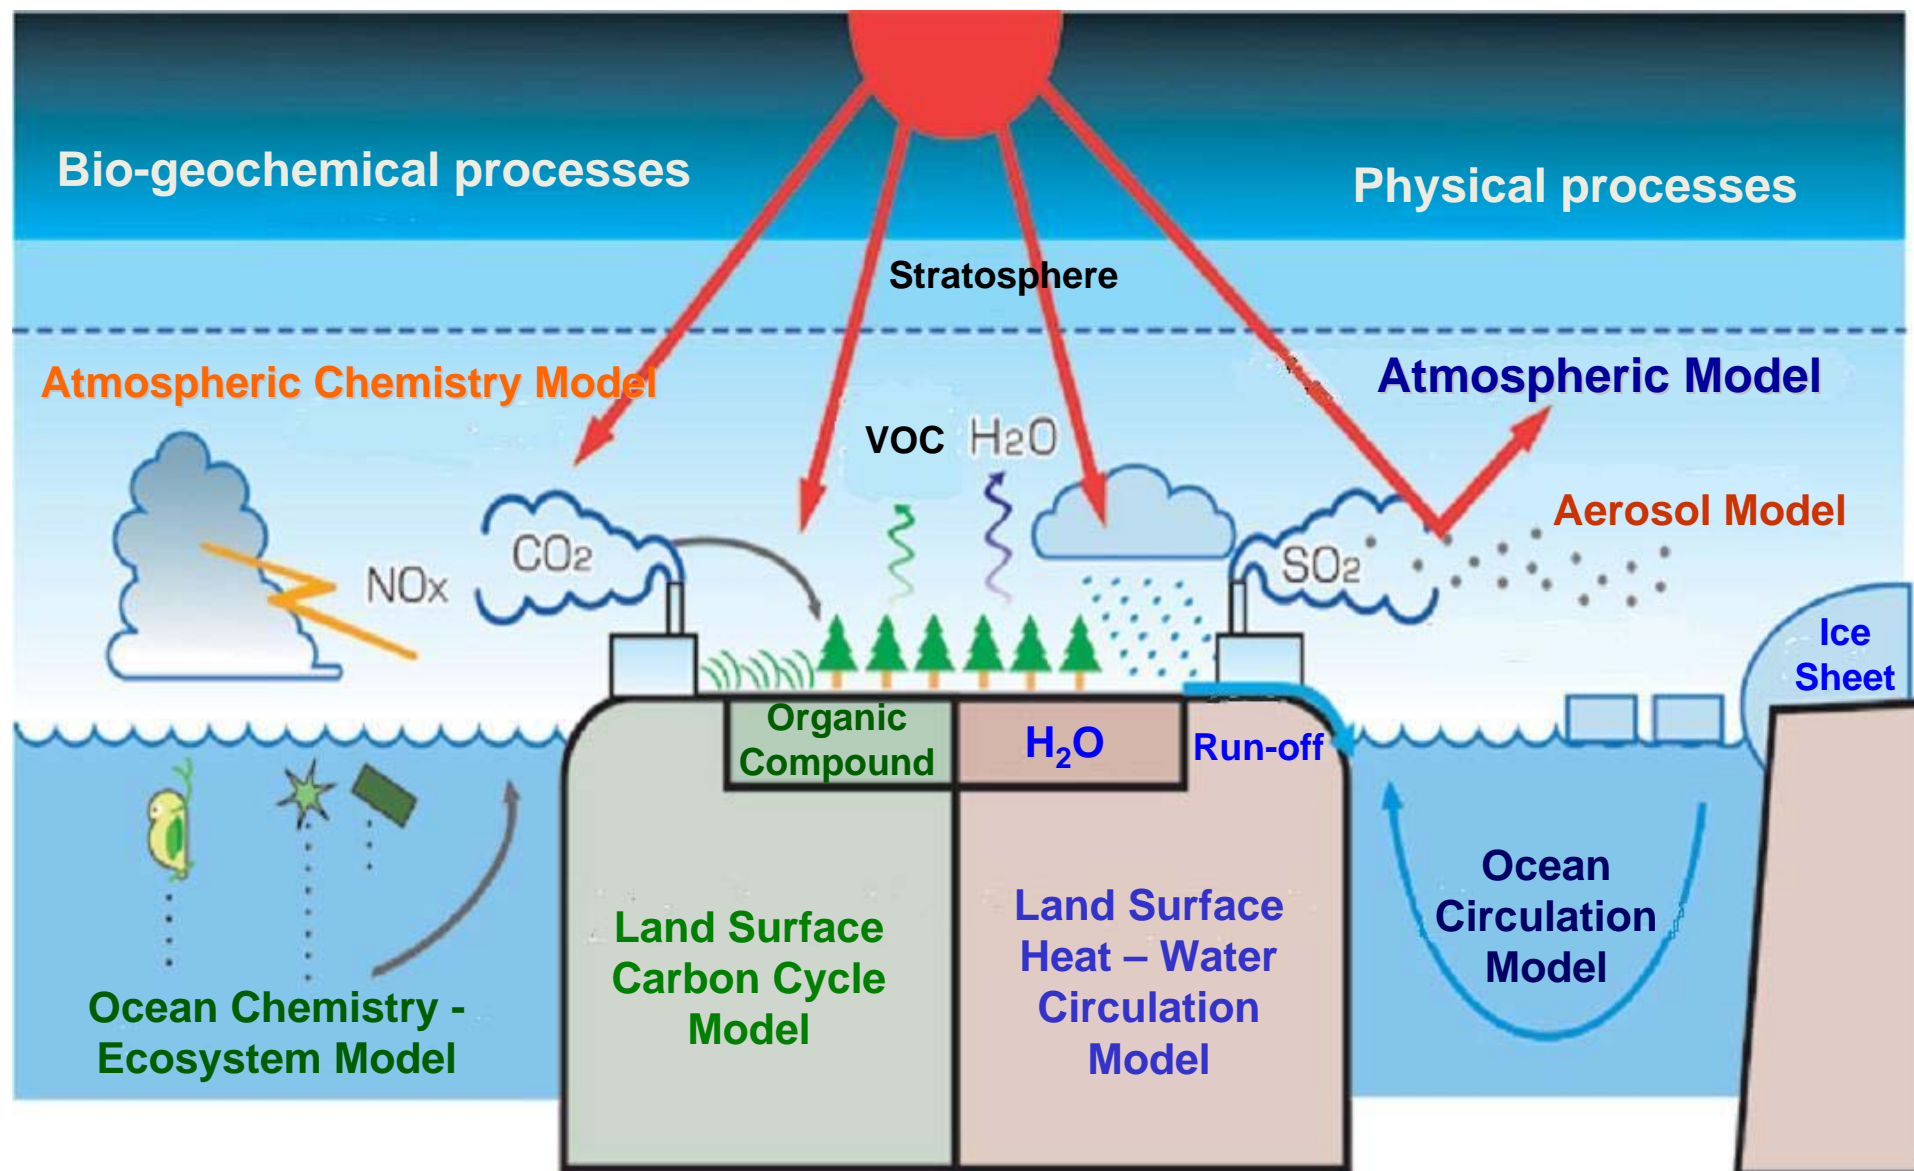 Bio-geochemical processes
Physical processes
Stratosphere
Atmospheric Chemistry Model
Atmospheric Model
VOC
H2O
Aerosol Model
CO2
NOx
SO2
Ice
Sheet
Organic
Compound
H₂O
Run-off
Ocean
Circulation
Model
Land Surface
Carbon Cycle
Model
Land Surface
Heat – Water
Circulation
Model
Ocean Chemistry -
Ecosystem Model